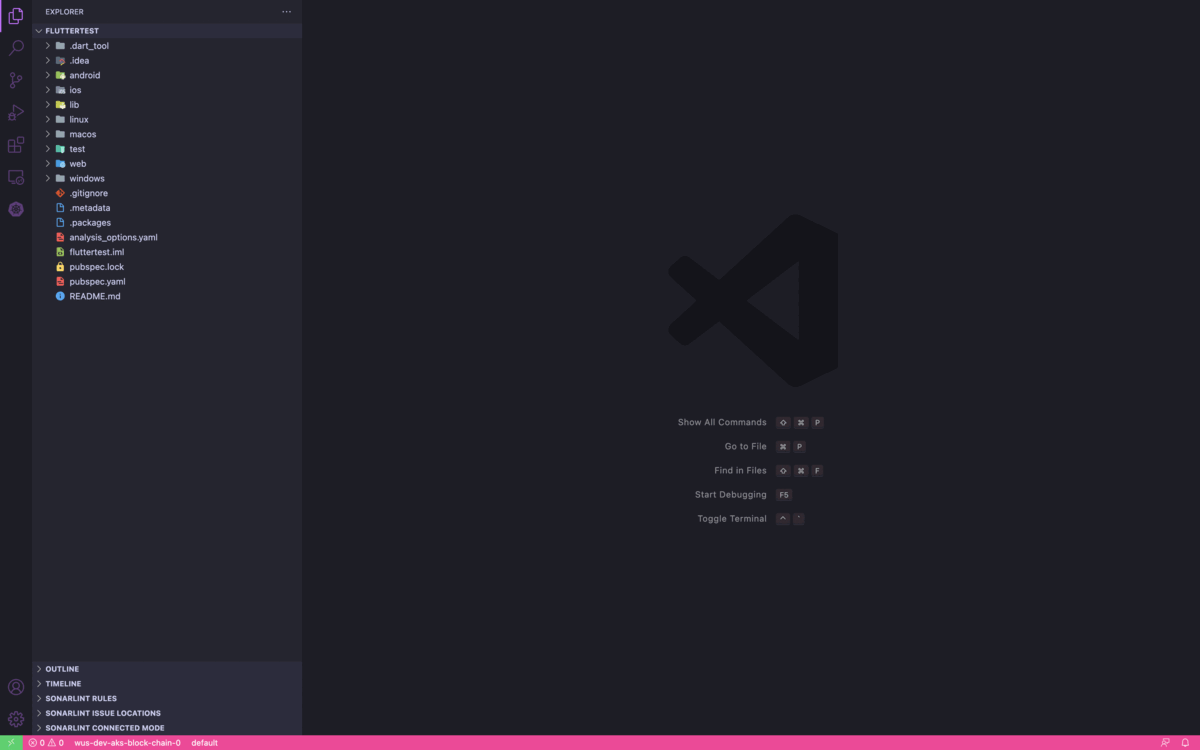 EXPLORER
FLUTTERTEST
.dart_tool
.idea
android
ios
lib
linux
macos
test
web
windows
.gitignore
.metadata
.packages
analysis_options.yaml
fluttertest.iml
pubspec.lock
pubspec.yaml
README.md
Show All Commands ⇧ ⌘ P
Go to File ⌘ P
Find in Files ⇧ ⌘ F
Start Debugging F5
Toggle Terminal ^ `
OUTLINE
TIMELINE
SONARLINT RULES
SONARLINT ISSUE LOCATIONS
SONARLINT CONNECTED MODE
0 0 wus-dev-aks-block-chain-0 default